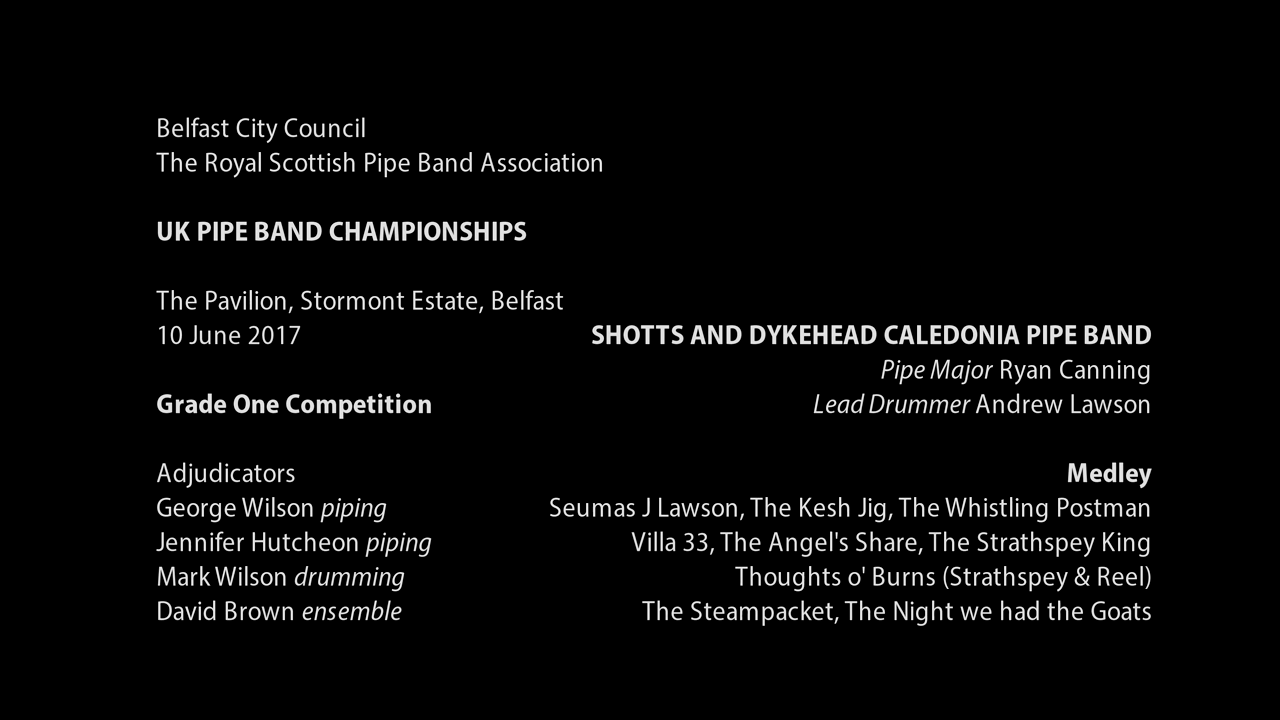 Belfast City Council
The Royal Scottish Pipe Band Association
UK PIPE BAND CHAMPIONSHIPS
The Pavilion, Stormont Estate, Belfast
10 June 2017
Grade One Competition
Adjudicators
George Wilson piping
Jennifer Hutcheon piping
Mark Wilson drumming
David Brown ensemble
SHOTTS AND DYKEHEAD CALEDONIA PIPE BAND
Pipe Major Ryan Canning
Lead Drummer Andrew Lawson
Medley
Seumas J Lawson, The Kesh Jig, The Whistling Postman
Villa 33, The Angel's Share, The Strathspey King
Thoughts o' Burns (Strathspey & Reel)
The Steampacket, The Night we had the Goats